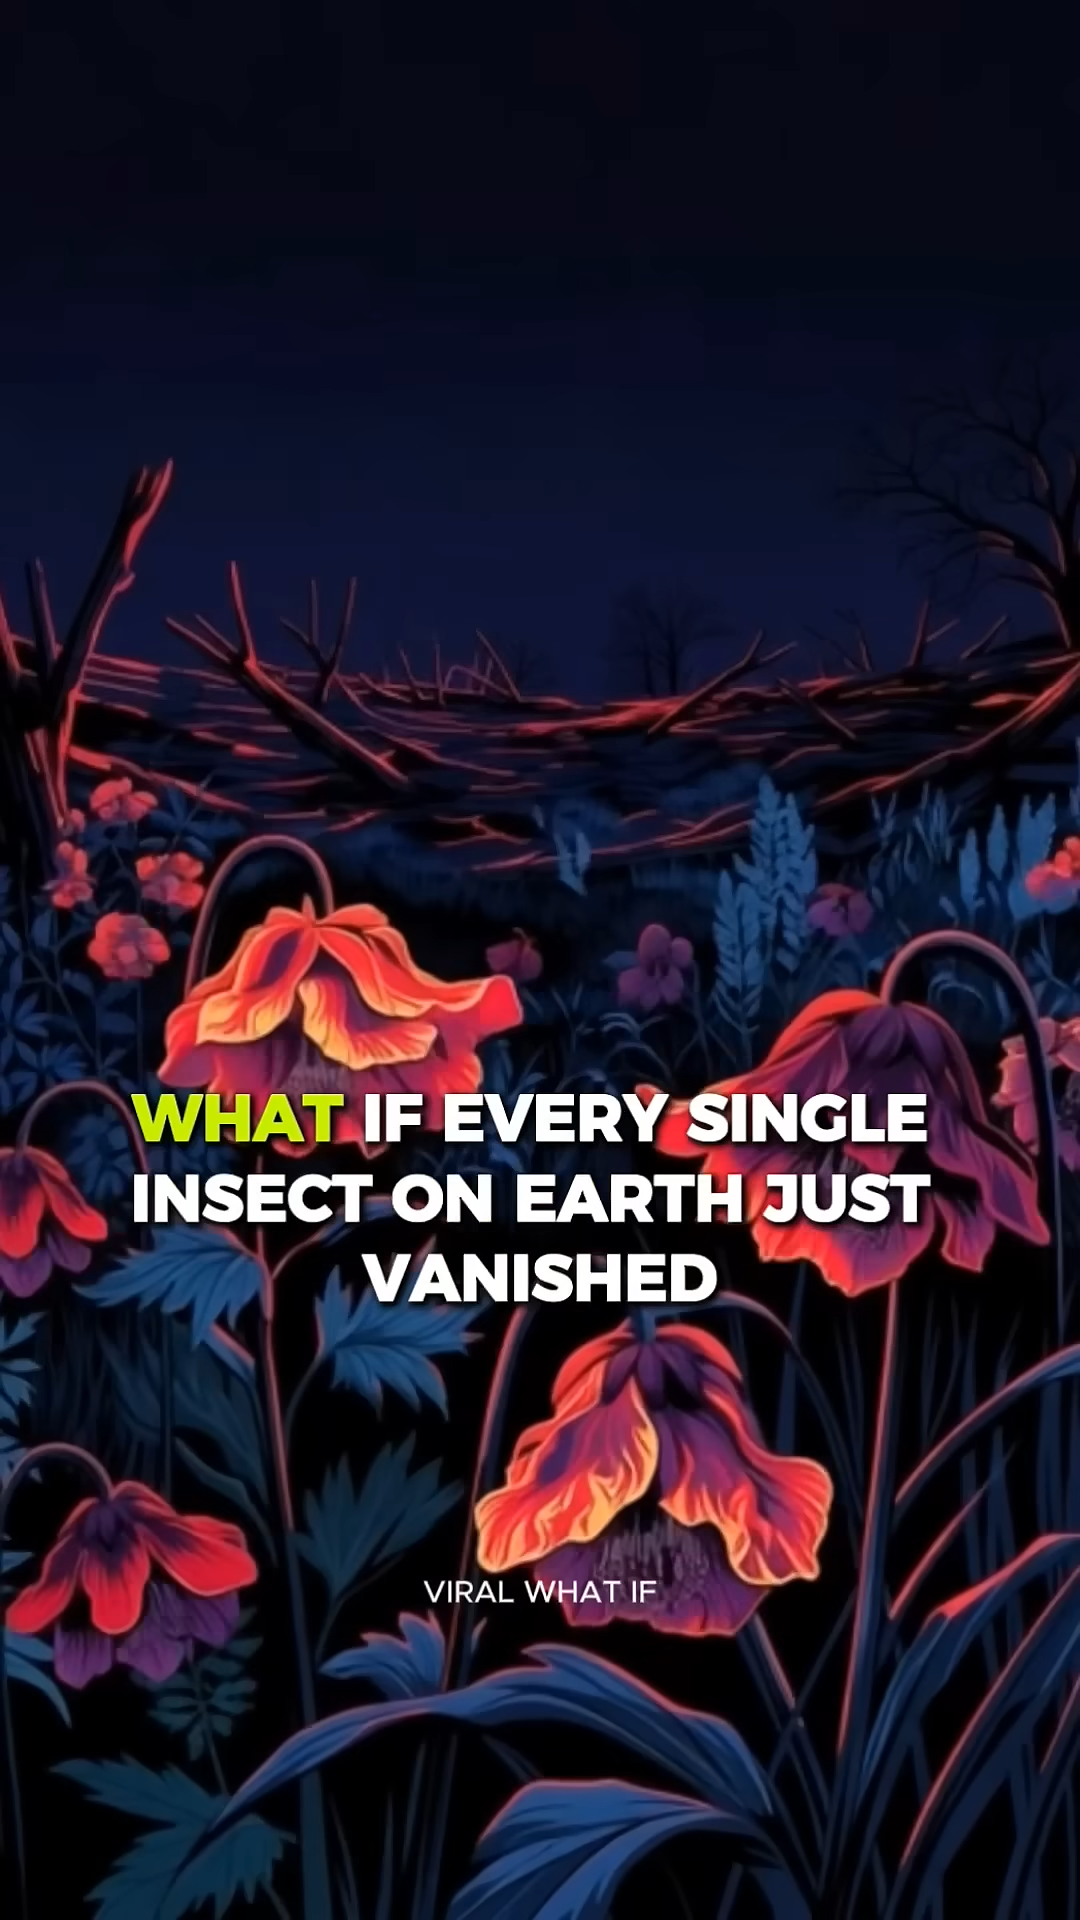 WHAT IF EVERY SINGLE
INSECT ON EARTH JUST
VANISHED
VIRAL WHAT IF